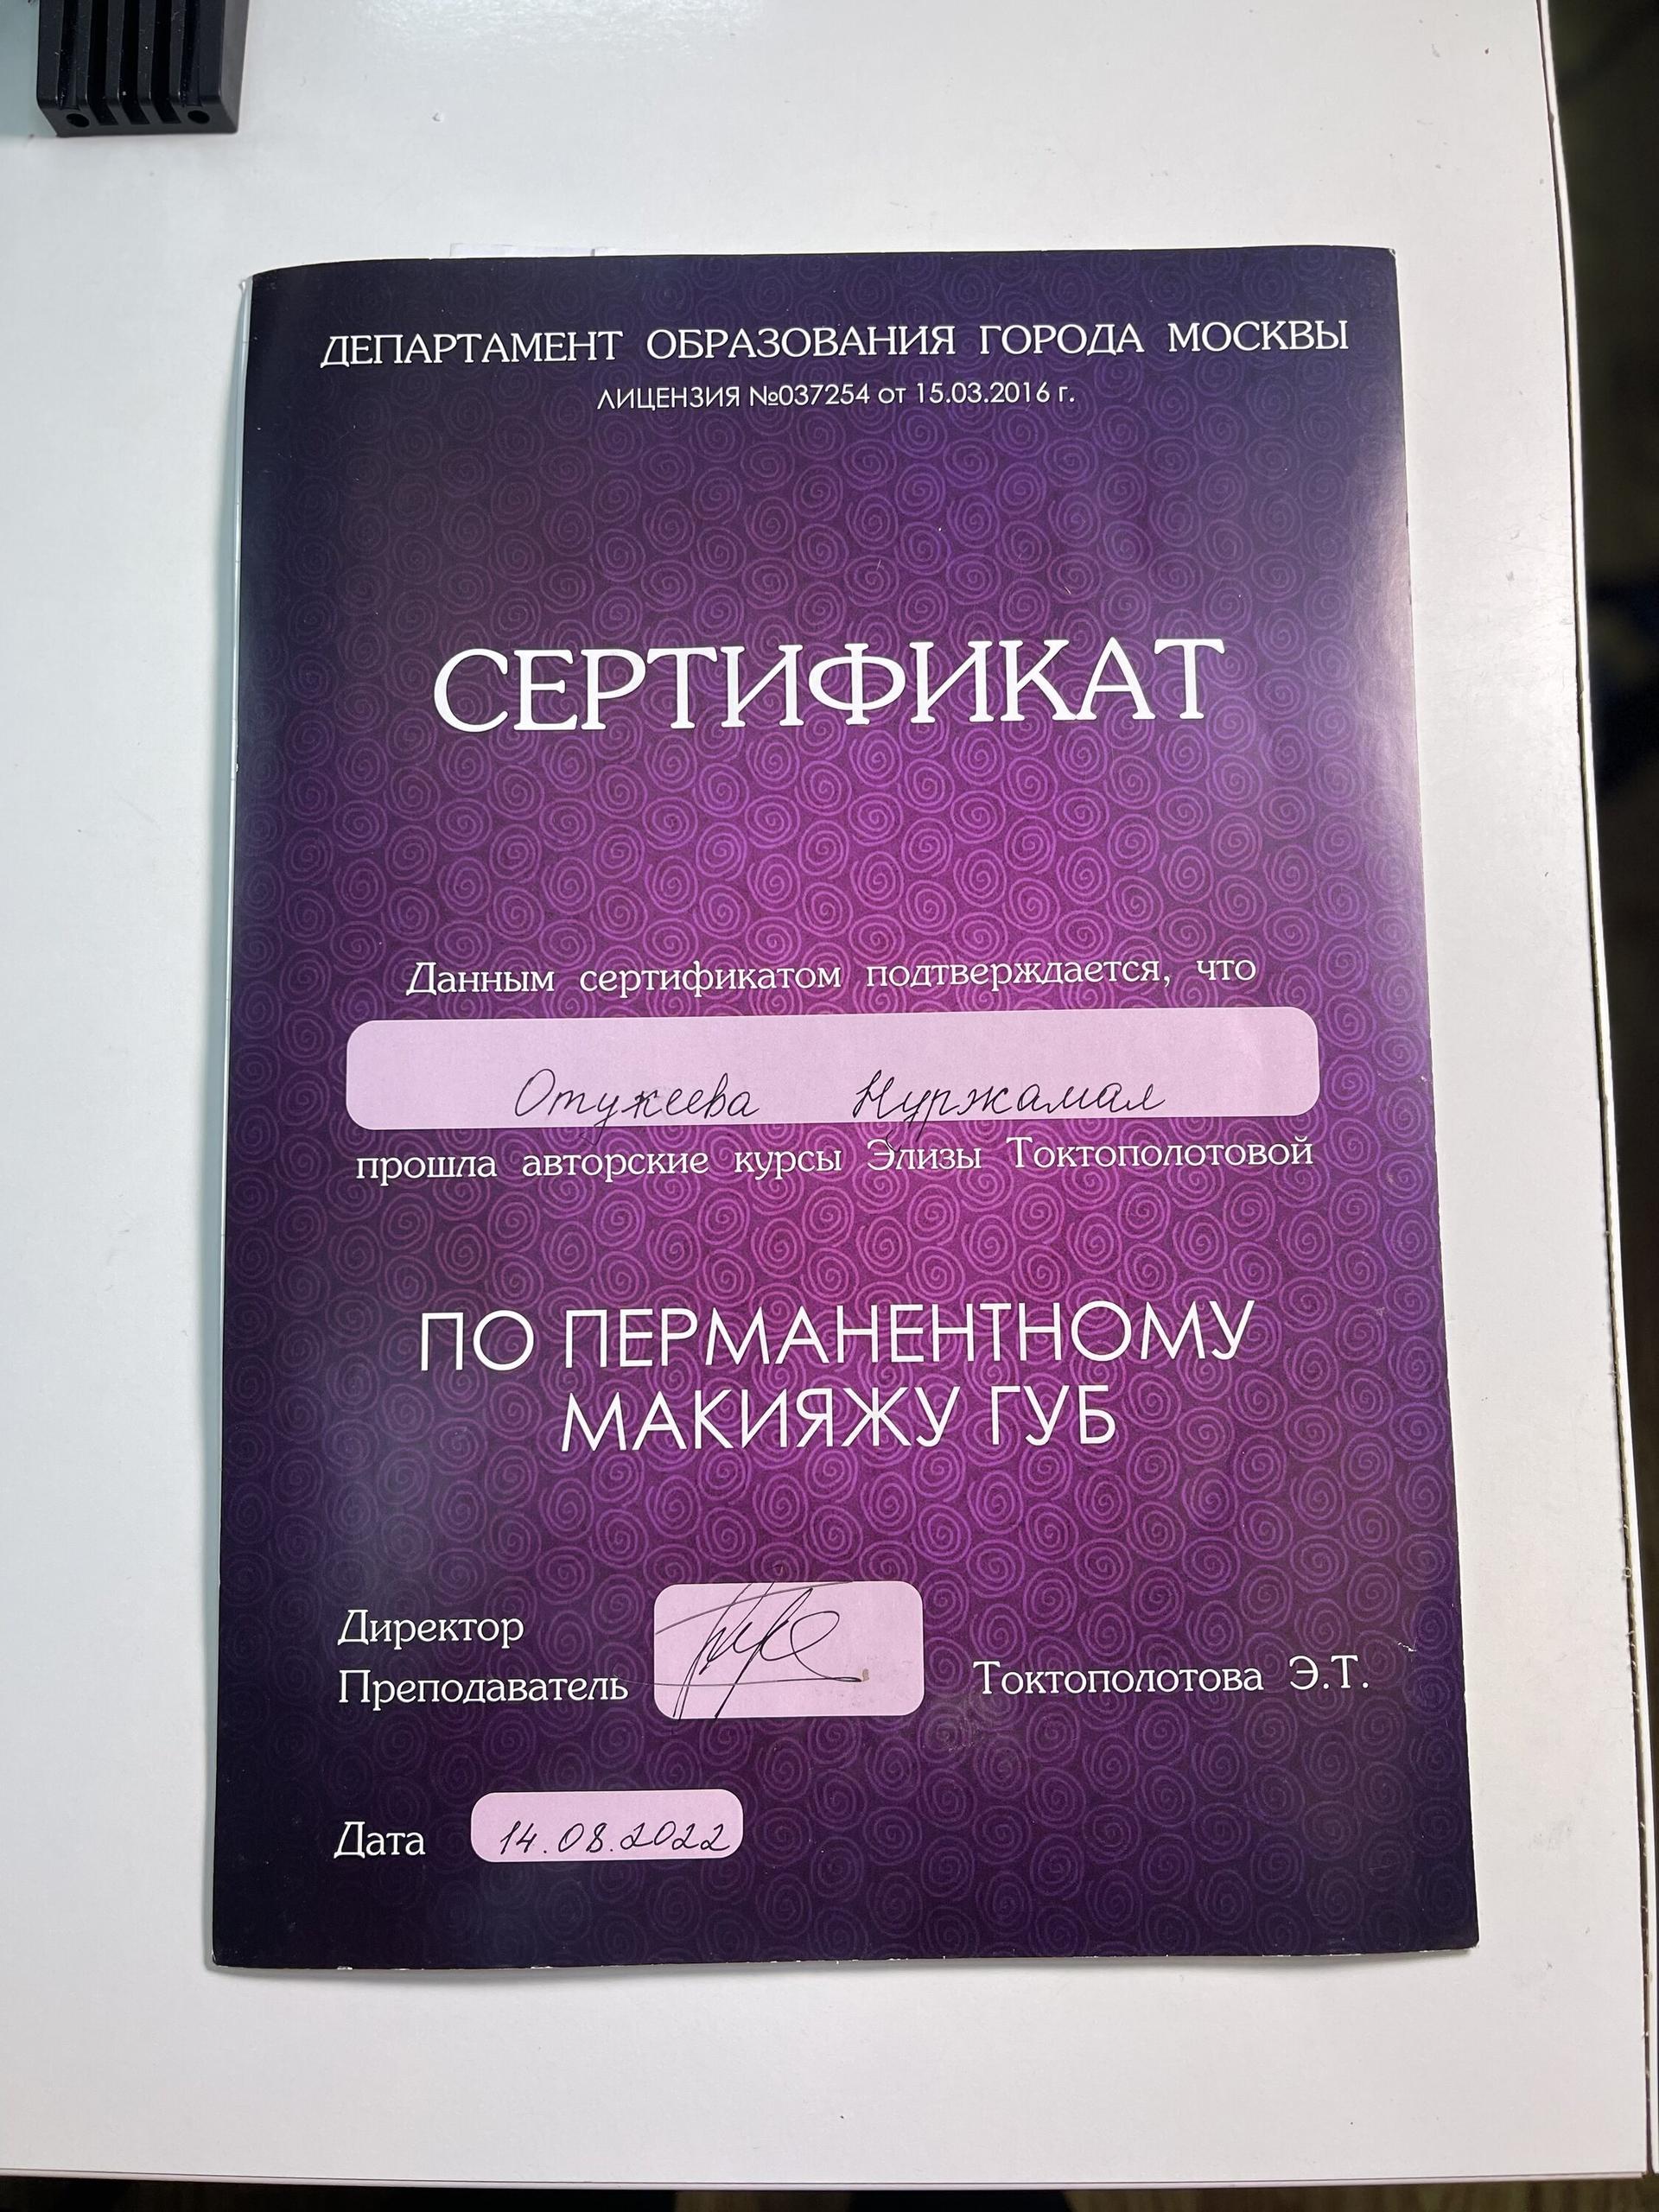 ДЕПАРТАМЕНТ ОБРАЗОВАНИЯ ГОРОДА МОСКВЫ
ЛИЦЕНЗИЯ №037254 от 15.03.2016 г.
СЕРТИФИКАТ
Данным сертификатом подтверждается, что
Отужеева Нуржамал
прошла авторские курсы Элизы Токтополотовой
ПО ПЕРМАНЕНТНОМУ
МАКИЯЖУ ГУБ
Директор
Преподаватель Токтополотова Э.Т.
Дата 14.08.2022